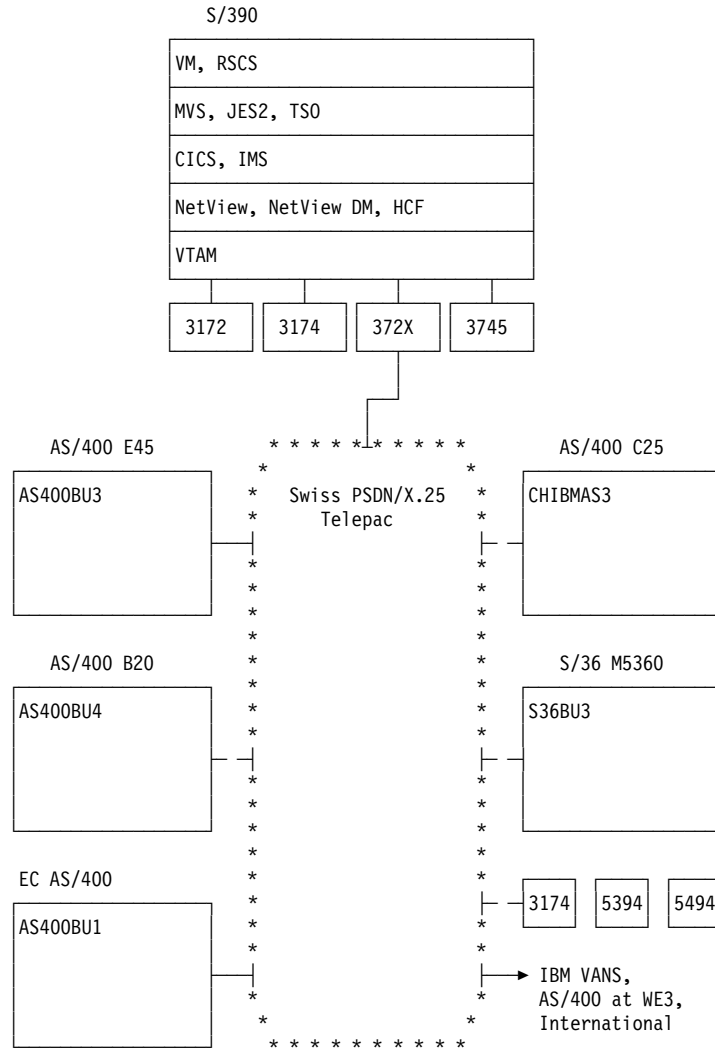 S/390
VM, RSCS
MVS, JES2, TSO
CICS, IMS
NetView, NetView DM, HCF
VTAM
3172 3174 372X 3745
AS/400 E45
AS400BU3
Swiss PSDN/X.25
Telepac
AS/400 C25
CHIBMAS3
AS/400 B20
AS400BU4
S/36 M5360
S36BU3
EC AS/400
AS400BU1
3174 5394 5494
IBM VANS,
AS/400 at WE3,
International